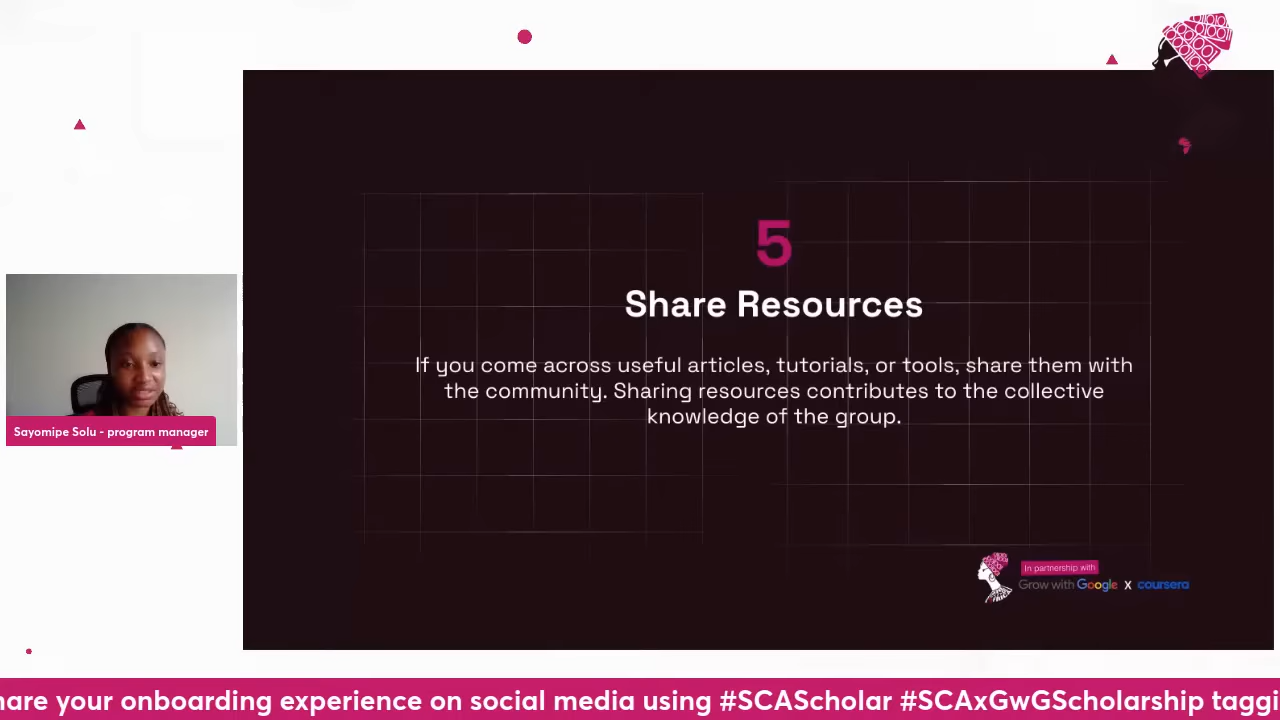 5
Share Resources
If you come across useful articles, tutorials, or tools, share them with
the community. Sharing resources contributes to the collective
knowledge of the group.
Sayomipe Solu - program manager
In partnership with
Grow with Google x coursera
your onboarding experience on social media using #SCAScholar #SCAxGwGScholarship